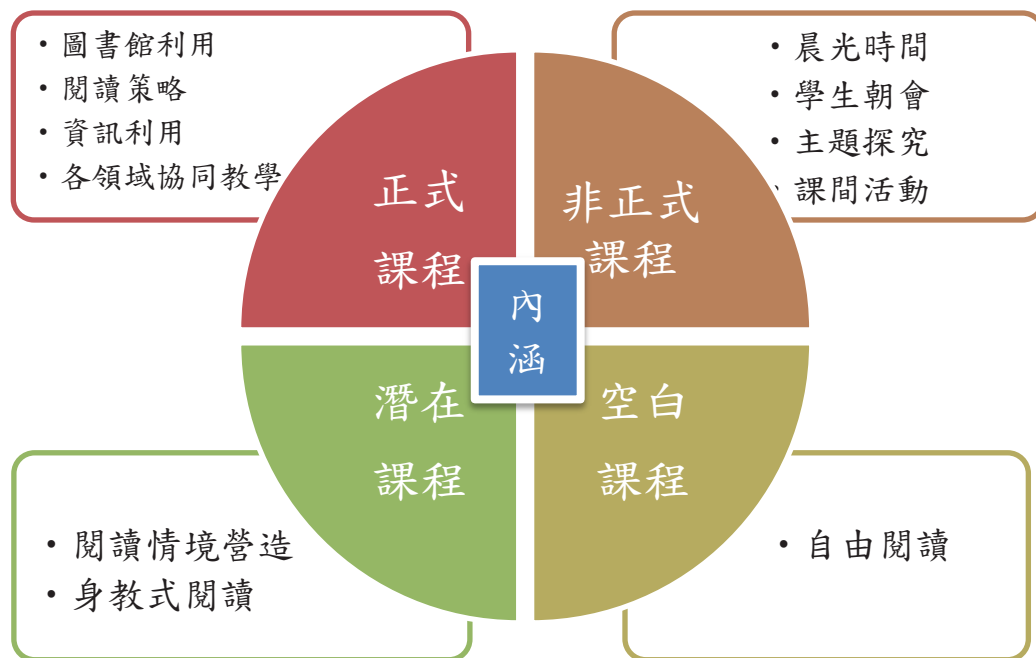 • 圖書館利用
• 閱讀策略
• 資訊利用
• 各領域協同教學
• 晨光時間
• 學生朝會
• 主題探究
• 課間活動
正式
課程
非正式
課程
內
涵
潛在
課程
空白
課程
• 閱讀情境營造
• 身教式閱讀
• 自由閱讀